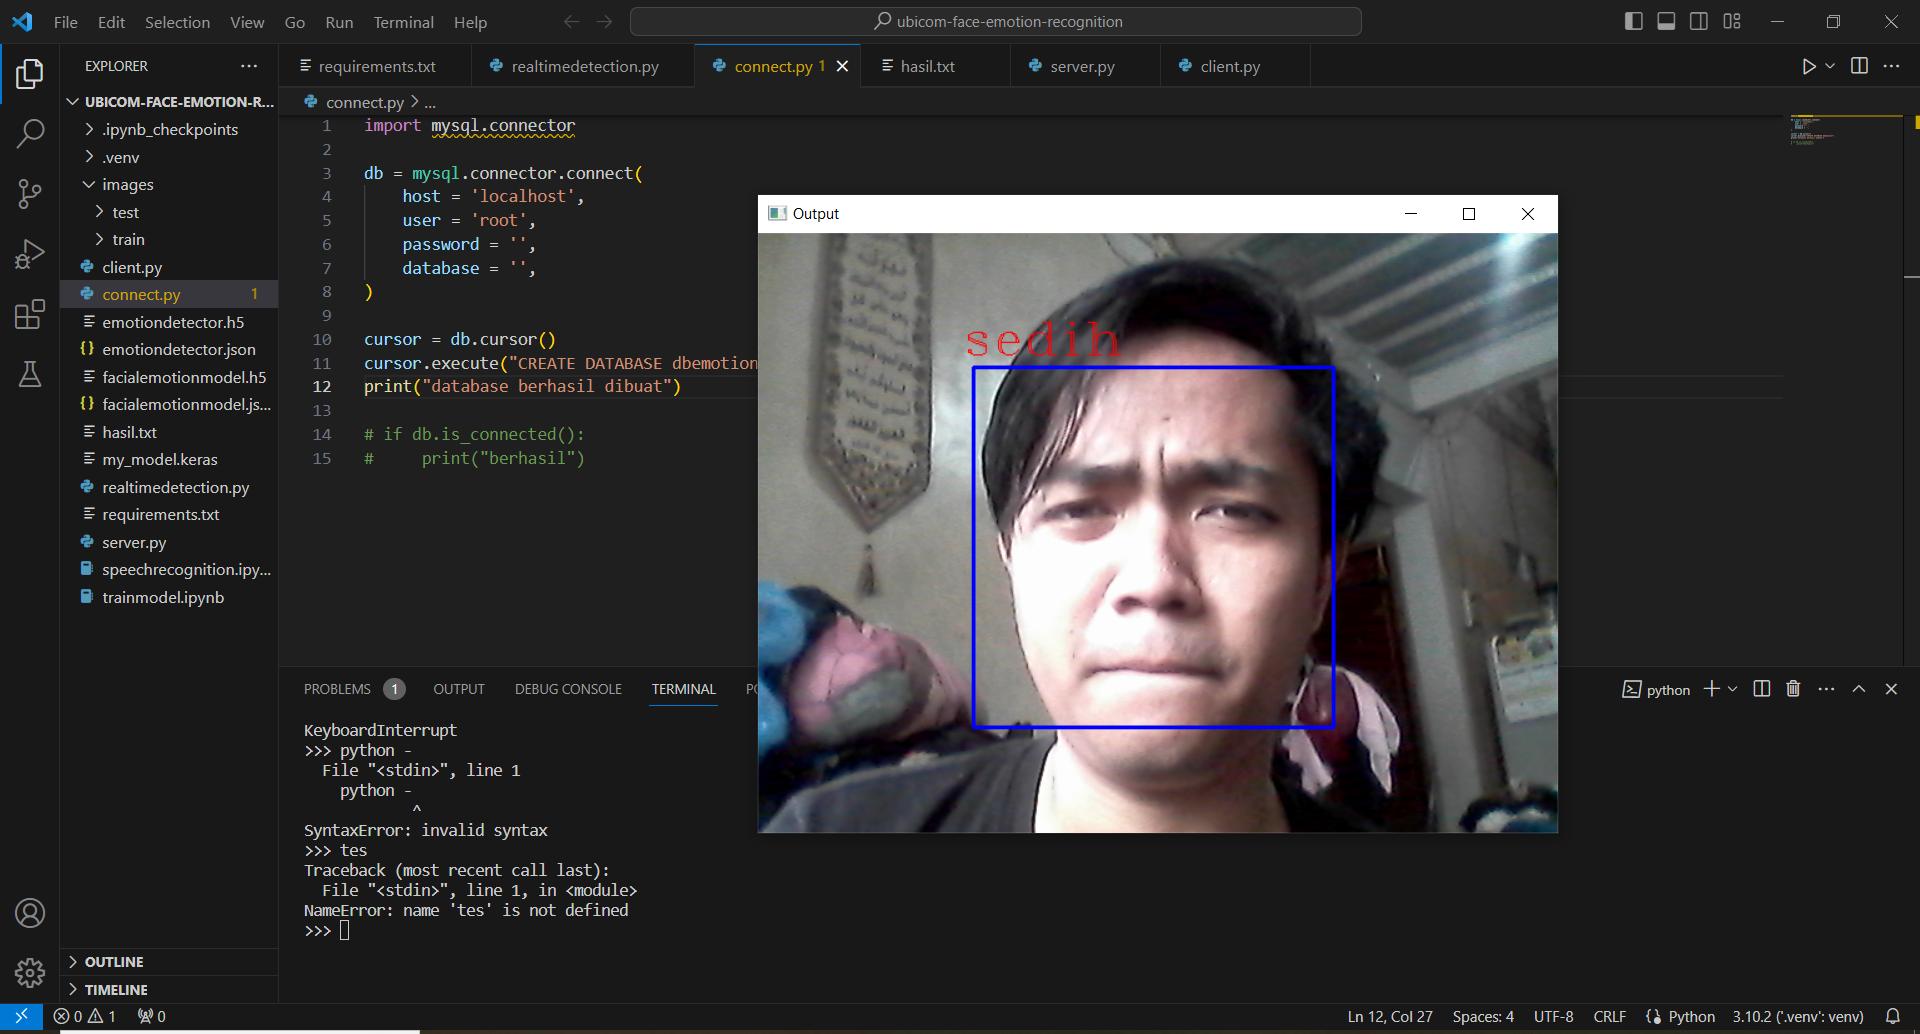 File Edit Selection View Go Run Terminal Help
ubicom-face-emotion-recognition
EXPLORER
UBICOM-FACE-EMOTION-R...
.ipynb_checkpoints
.venv
images
test
train
client.py
connect.py 1
emotiondetector.h5
emotiondetector.json
facialemotionmodel.h5
facialemotionmodel.js...
hasil.txt
my_model.keras
realtimedetection.py
requirements.txt
server.py
speechrecognition.ipy...
trainmodel.ipynb
OUTLINE
TIMELINE
requirements.txt realtimedetection.py connect.py 1 hasil.txt server.py client.py
connect.py > ...
1 import mysql.connector
2
3 db = mysql.connector.connect(
4 host = 'localhost',
5 user = 'root',
6 password = '',
7 database = '',
8 )
9
10 cursor = db.cursor()
11 cursor.execute("CREATE DATABASE dbemotion
12 print("database berhasil dibuat")
13
14 # if db.is_connected():
15 #     print("berhasil")
Output
sedih
PROBLEMS 1 OUTPUT DEBUG CONSOLE TERMINAL
python
KeyboardInterrupt
>>> python -
File "<stdin>", line 1
python -
^
SyntaxError: invalid syntax
>>> tes
Traceback (most recent call last):
File "<stdin>", line 1, in <module>
NameError: name 'tes' is not defined
>>>
0 1 0 Ln 12, Col 27 Spaces: 4 UTF-8 CRLF Python 3.10.2 ('.venv': venv)